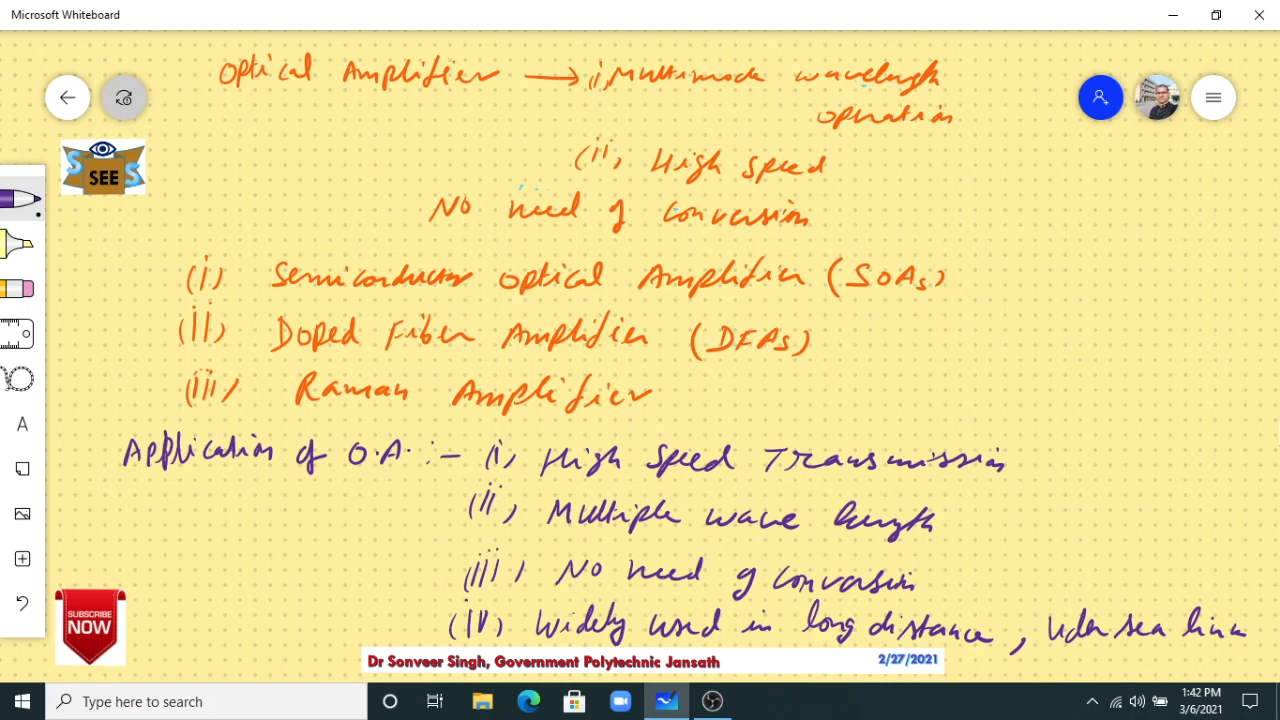 Microsoft Whiteboard
Optical Amplifier → (i) Multimode wavelength
operation
(ii) High Speed
No need of conversion
SEE
S S
(i) Semiconductor optical Amplifier (SOAs)
(ii) Doped Fiber Amplifier (DFAs)
(iii) Raman Amplifier
Application of O.A. :- (i) High Speed Transmission
(ii) Multiple wave length
(iii) No need of conversion
(iv) Widely used in long distance, Uder sea link
SUBSCRIBE
NOW
Dr Sonveer Singh, Government Polytechnic Jansath 2/27/2021
Type here to search
1:42 PM
3/6/2021